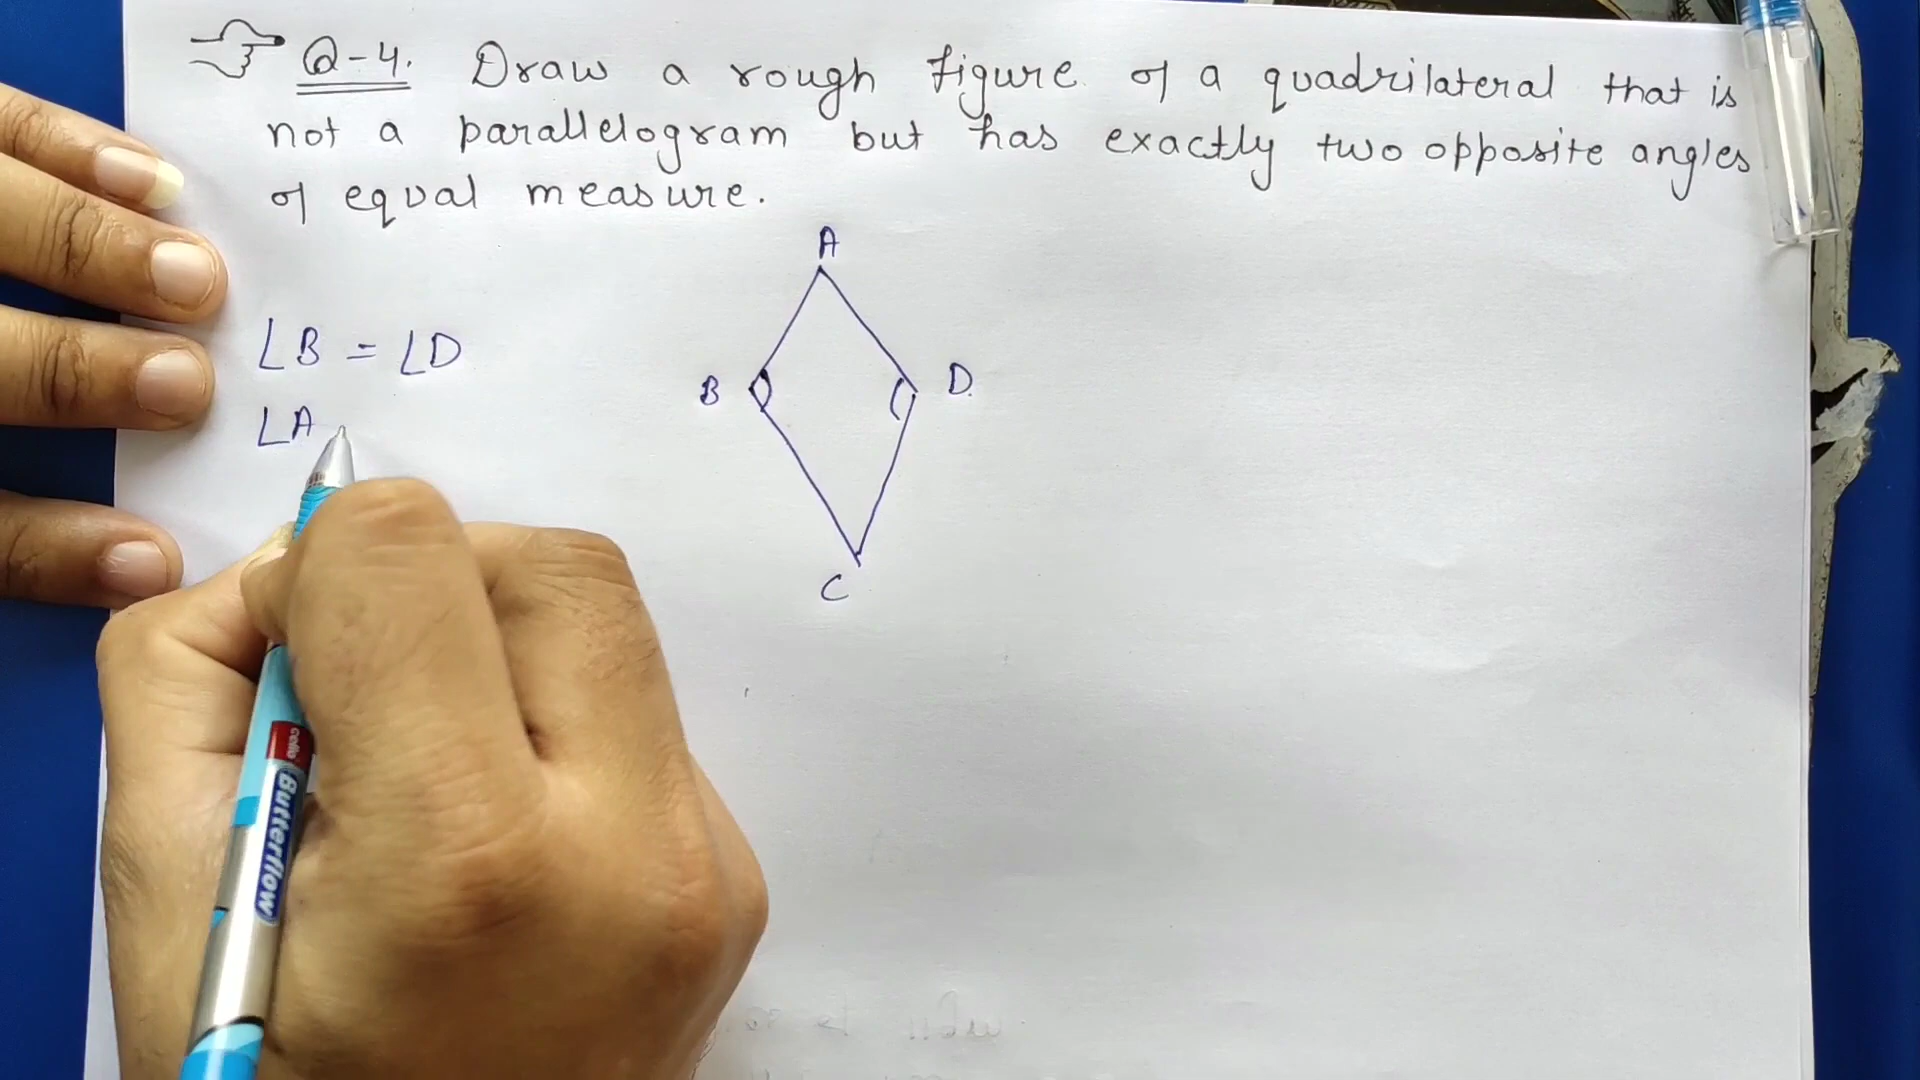 Q-4. Draw a rough figure of a quadrilateral that is
not a parallelogram but has exactly two opposite angles
of equal measure.
A
∠B = ∠D
B
D.
∠A
C
cello
Butterflow